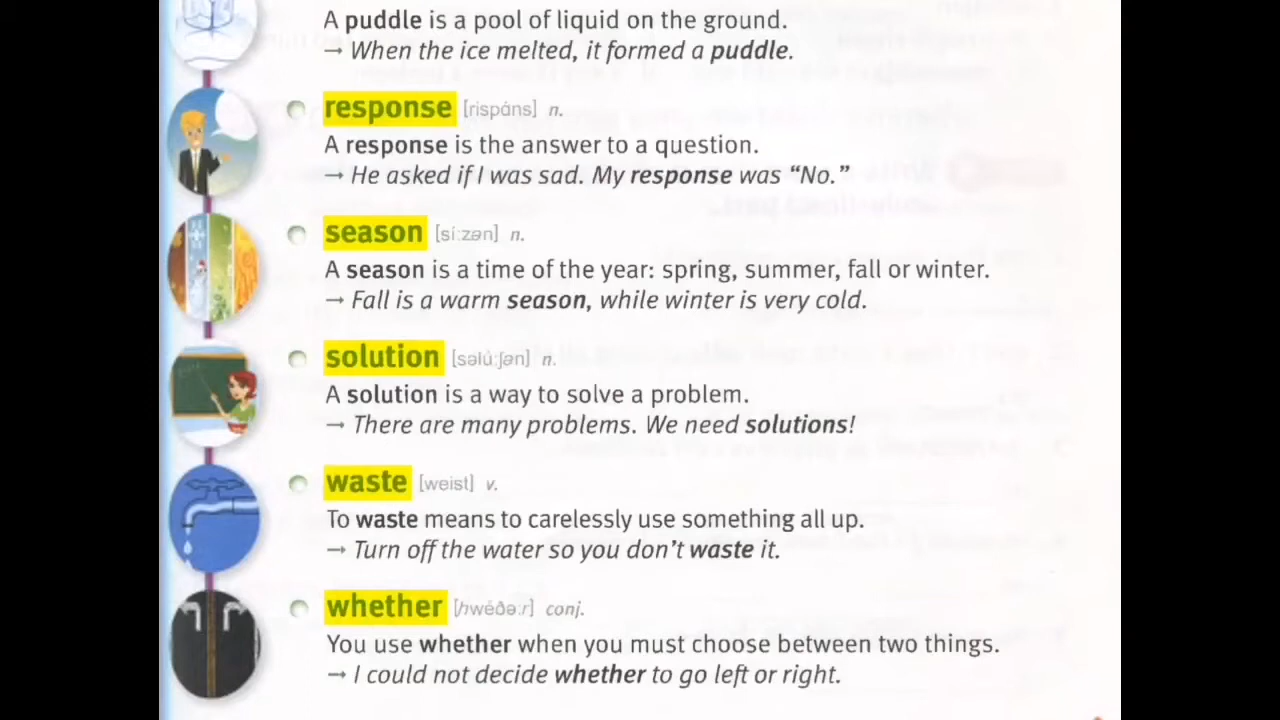 A puddle is a pool of liquid on the ground.
→ When the ice melted, it formed a puddle.
response [rispáns] n.
A response is the answer to a question.
→ He asked if I was sad. My response was “No.”
season [síːzən] n.
A season is a time of the year: spring, summer, fall or winter.
→ Fall is a warm season, while winter is very cold.
solution [səlúːʃən] n.
A solution is a way to solve a problem.
→ There are many problems. We need solutions!
waste [weist] v.
To waste means to carelessly use something all up.
→ Turn off the water so you don’t waste it.
whether [hwéðəːr] conj.
You use whether when you must choose between two things.
→ I could not decide whether to go left or right.